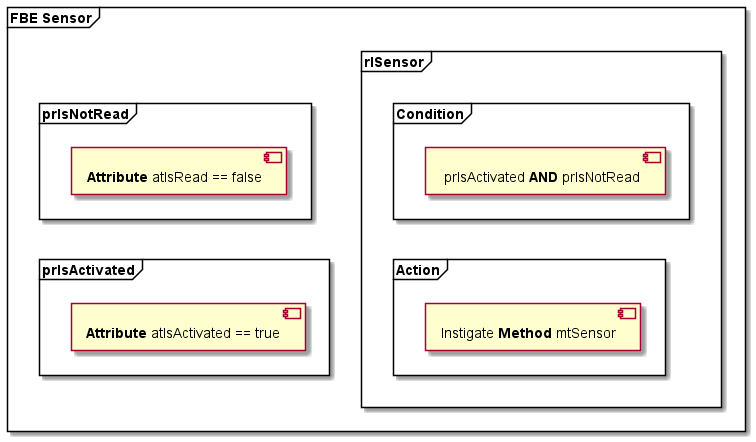 FBE Sensor
prIsNotRead
Attribute atIsRead == false
prIsActivated
Attribute atIsActivated == true
rlSensor
Condition
prIsActivated AND prIsNotRead
Action
Instigate Method mtSensor